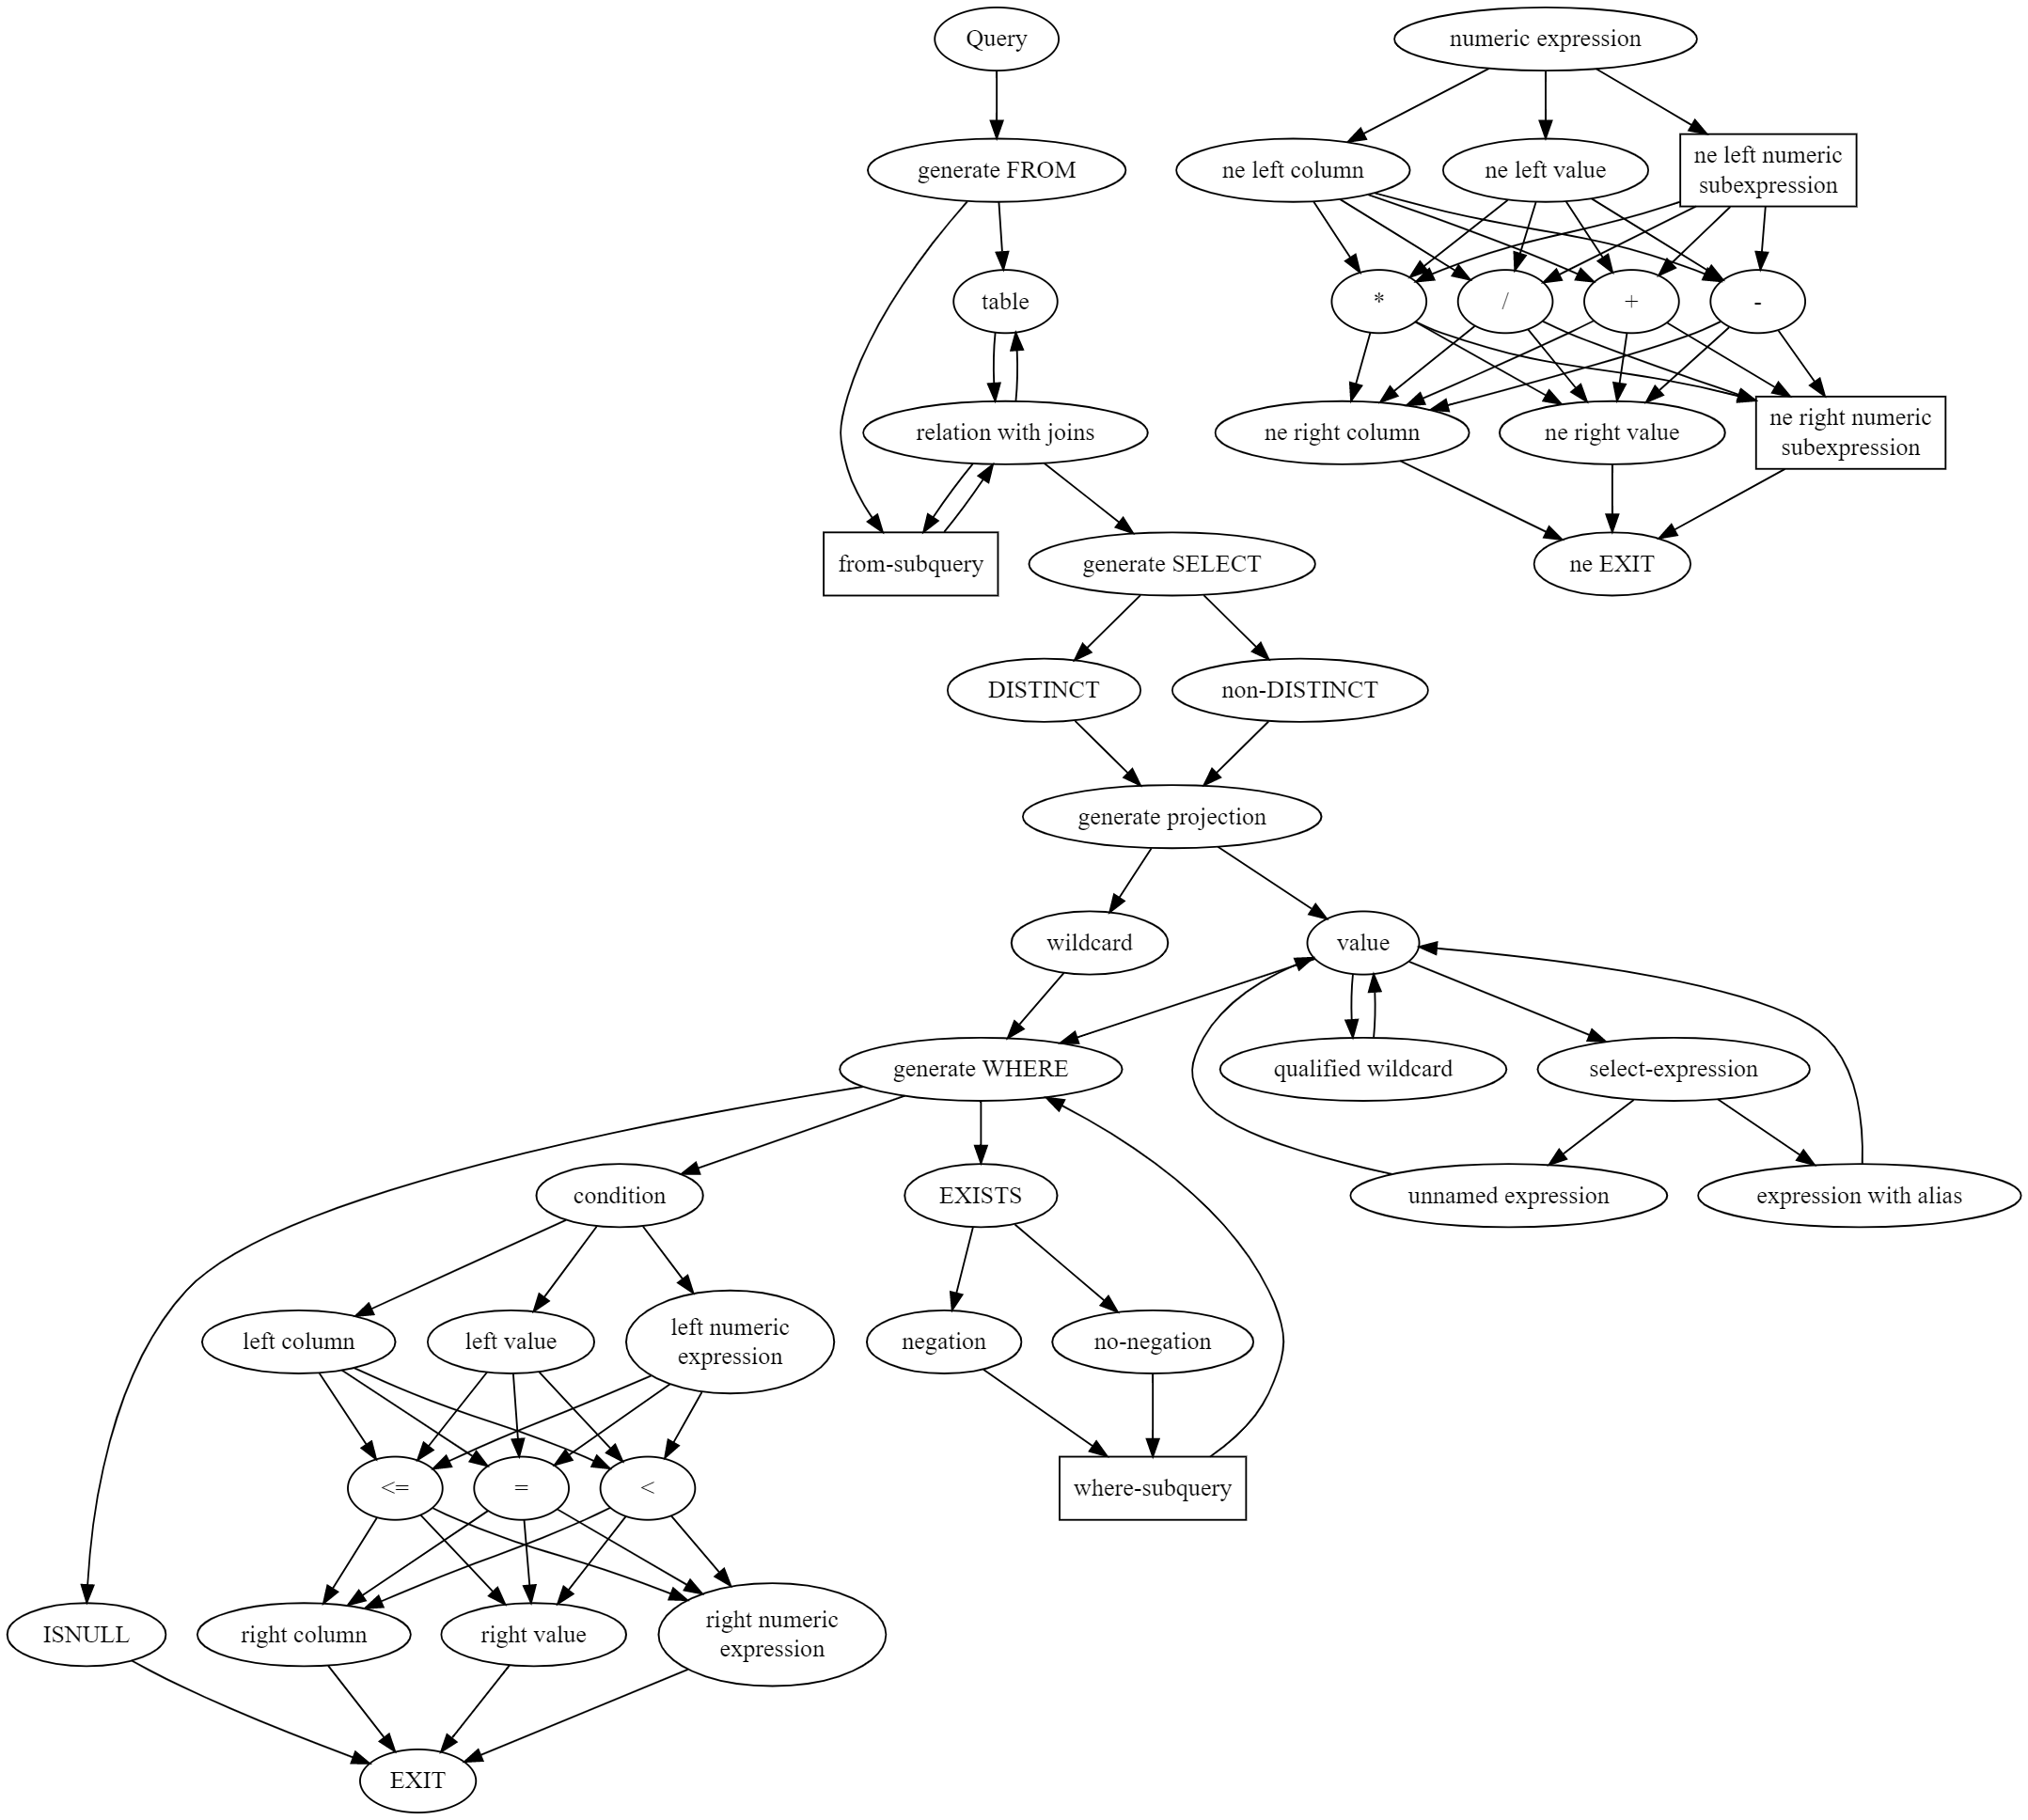 Query
numeric expression
generate FROM
ne left column
ne left value
ne left numeric
subexpression
table
*
/
+
-
relation with joins
ne right column
ne right value
ne right numeric
subexpression
from-subquery
generate SELECT
ne EXIT
DISTINCT
non-DISTINCT
generate projection
wildcard
value
generate WHERE
qualified wildcard
select-expression
condition
EXISTS
unnamed expression
expression with alias
left column
left value
left numeric
expression
negation
no-negation
<=
=
<
where-subquery
ISNULL
right column
right value
right numeric
expression
EXIT